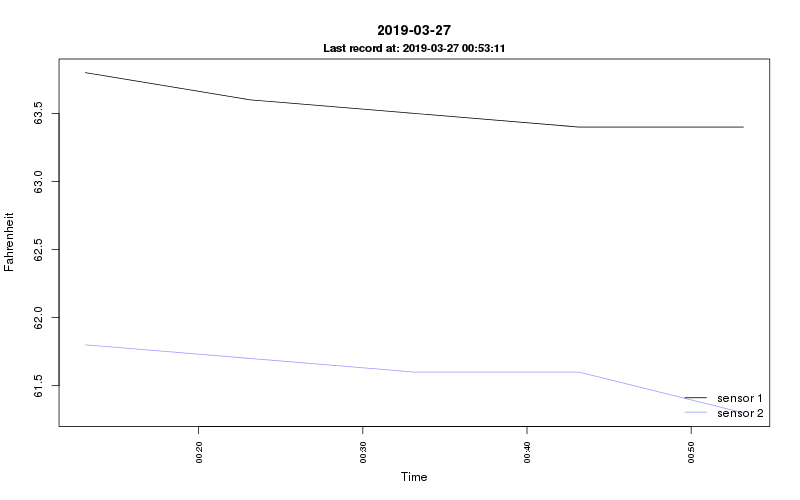 2019-03-27
Last record at: 2019-03-27 00:53:11
Fahrenheit
63.5
63.0
62.5
62.0
61.5
sensor 1
sensor 2
00:20
00:30
00:40
00:50
Time